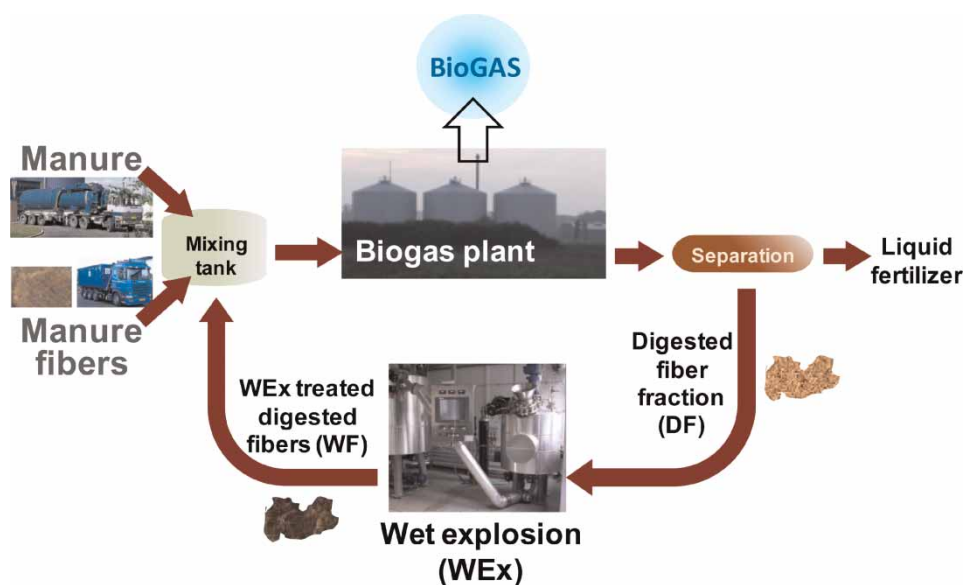 BioGAS
Manure
Mixing
tank
Biogas plant
Separation
Liquid
fertilizer
Manure
fibers
WEx treated
digested
fibers (WF)
Digested
fiber
fraction
(DF)
Wet explosion
(WEx)